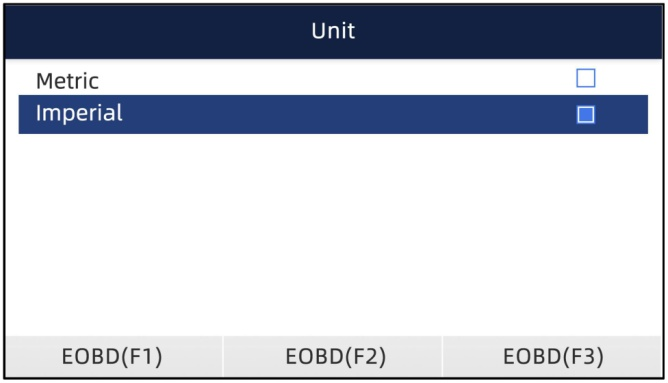 Unit
Metric
Imperial
EOBD(F1) EOBD(F2) EOBD(F3)